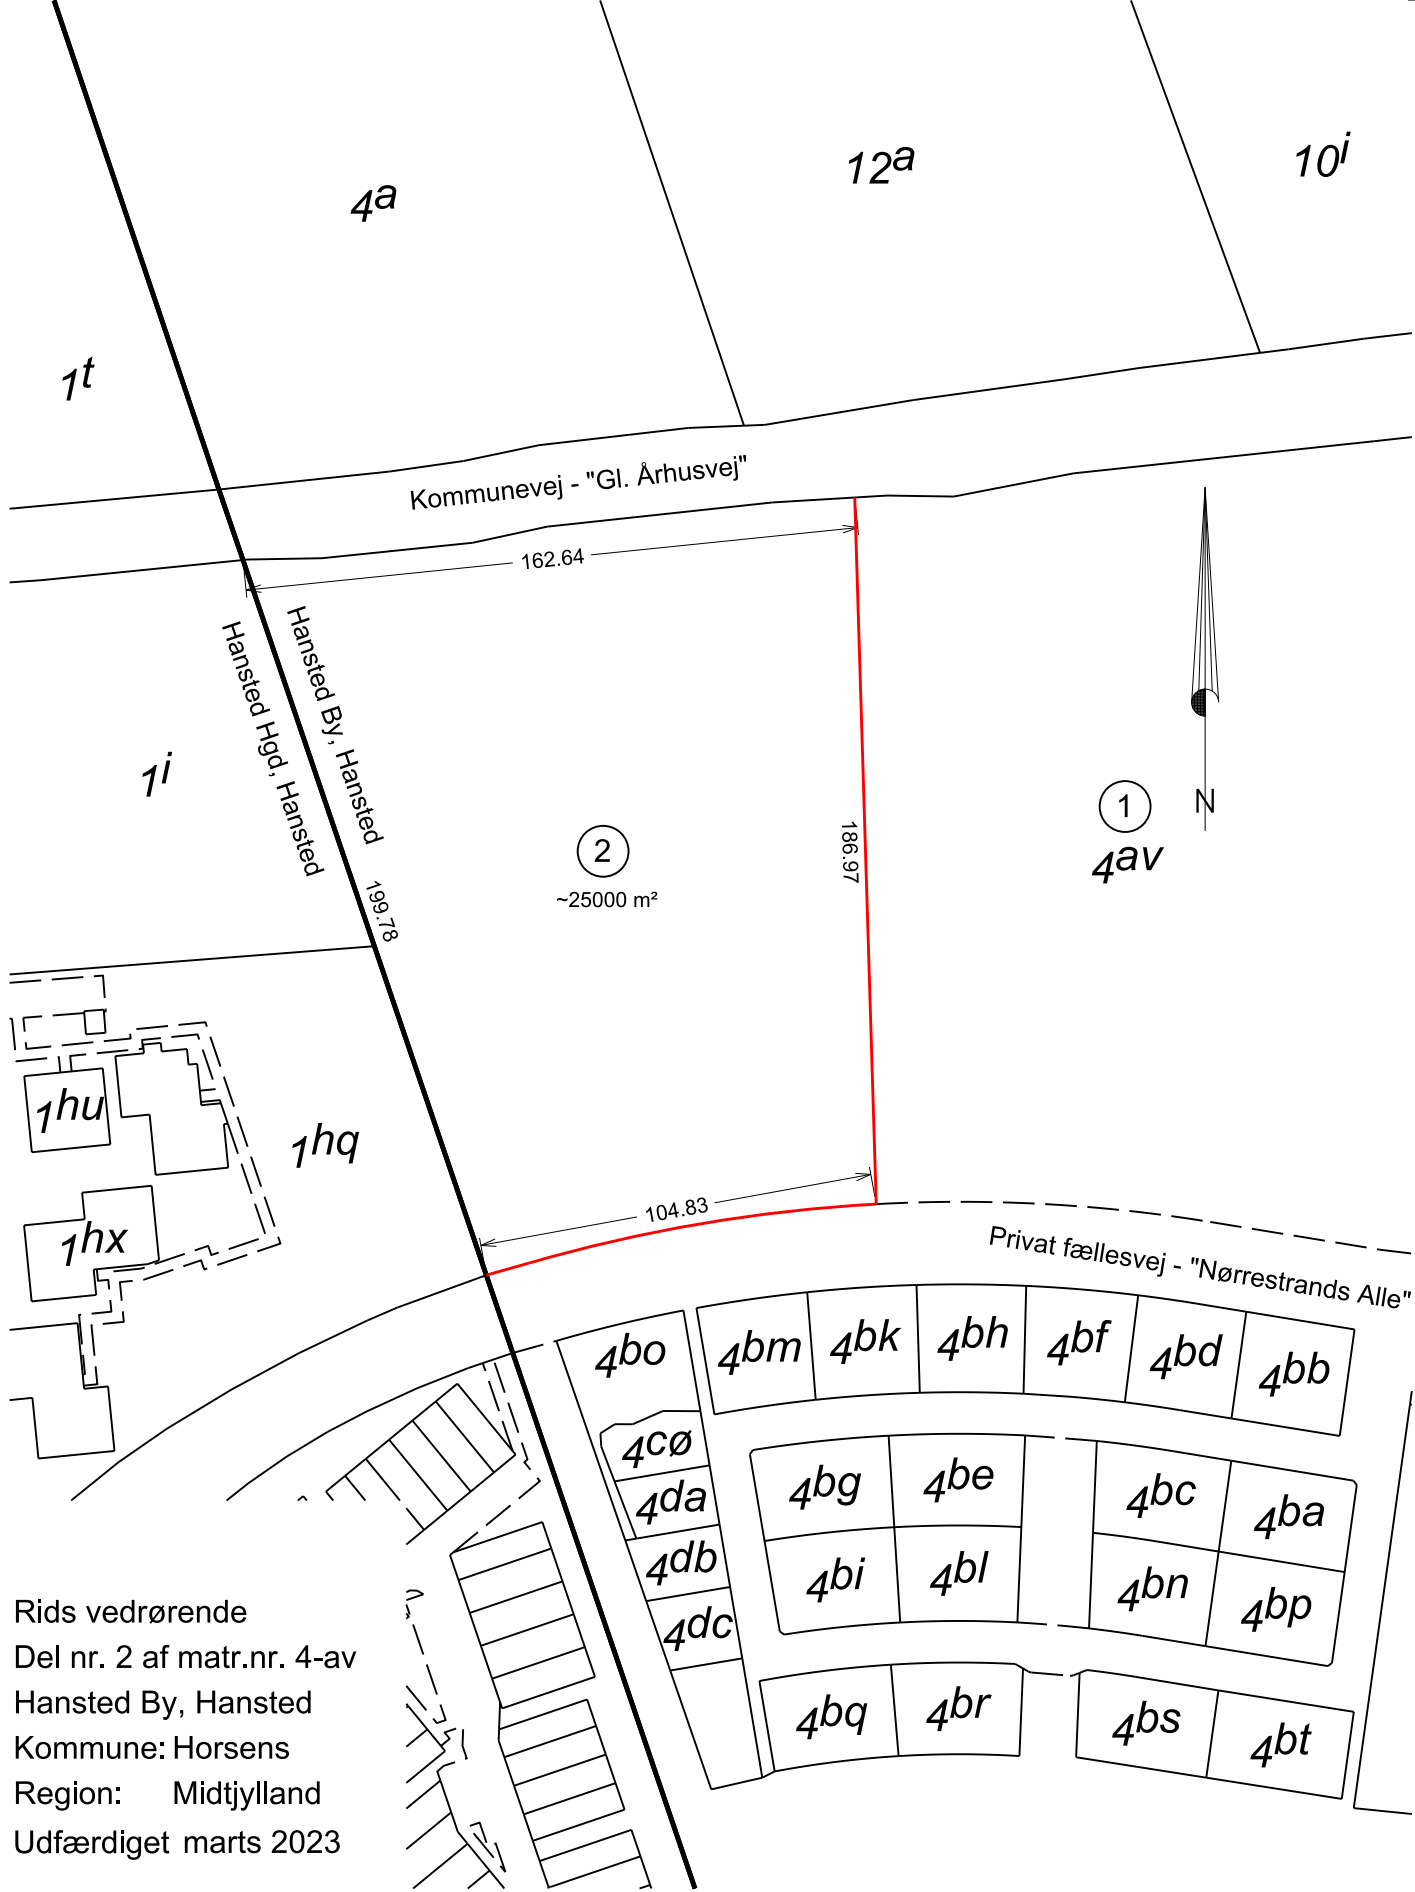 4a
12a
10i
1t
Kommunevej - "Gl. Århusvej"
162.64
Hansted Hgd, Hansted
Hansted By, Hansted
1i
2
~25000 m²
186.97
1
N
4av
199.78
1hu
1hq
1hx
104.83
Privat fællesvej - "Nørrestrands Alle"
4bo
4bm
4bk
4bh
4bf
4bd
4bb
4cø
4da
4db
4dc
4bg
4be
4bc
4ba
4bi
4bl
4bn
4bp
4bq
4br
4bs
4bt
Rids vedrørende
Del nr. 2 af matr.nr. 4-av
Hansted By, Hansted
Kommune: Horsens
Region: Midtjylland
Udfærdiget marts 2023